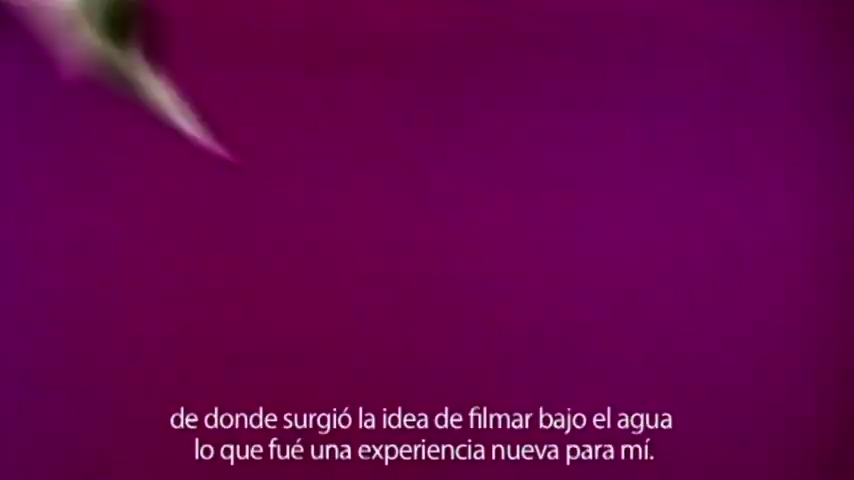 de donde surgió la idea de filmar bajo el agua
lo que fué una experiencia nueva para mí.